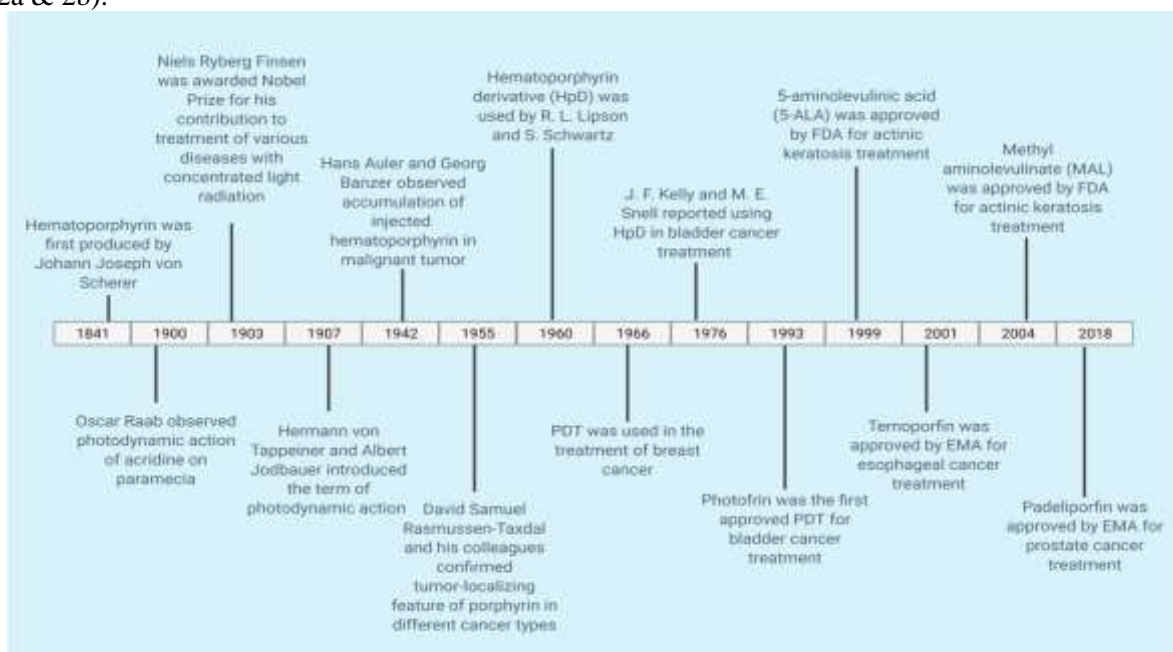 2a & 2b).
Niels Ryberg Finsen
was awarded Nobel
Prize for his
contribution to
treatment of various
diseases with
concentrated light
radiation
Hematoporphyrin
derivative (HpD) was
used by R. L. Lipson
and S. Schwartz
5-aminolevulinic acid
(5-ALA) was approved
by FDA for actinic
keratosis treatment
Hans Auler and Georg
Banzer observed
accumulation of
injected
hematoporphyrin in
malignant tumor
Methyl
aminolevulinate (MAL)
was approved by FDA
for actinic keratosis
treatment
J. F. Kelly and M. E.
Snell reported using
HpD in bladder cancer
treatment
Hematoporphyrin was
first produced by
Johann Joseph von
Scherer
1841 1900 1903 1907 1942 1955 1960 1966 1976 1993 1999 2001 2004 2018
Oscar Raab observed
photodynamic action
of acridine on
paramecia
Hermann von
Tappeiner and Albert
Jodbauer introduced
the term of
photodynamic action
David Samuel
Rasmussen-Taxdal
and his colleagues
confirmed
tumor-localizing
feature of porphyrin in
different cancer types
PDT was used in the
treatment of breast
cancer
Photofrin was the first
approved PDT for
bladder cancer
treatment
Temoporfin was
approved by EMA for
esophageal cancer
treatment
Padeliporfin was
approved by EMA for
prostate cancer
treatment